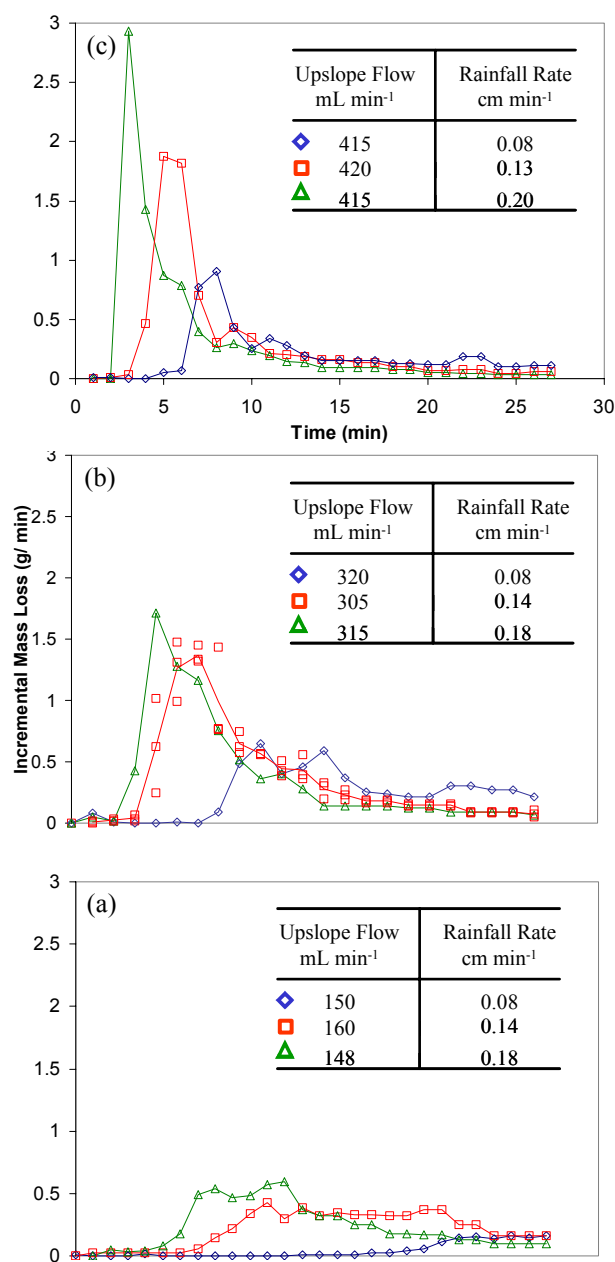 (c)
Upslope Flow Rainfall Rate
mL min-1 cm min-1
415 0.08
420 0.13
415 0.20
3
2.5
2
1.5
1
0.5
0
0 5 10 15 20 25 30
Time (min)
(b)
Upslope Flow Rainfall Rate
mL min-1 cm min-1
320 0.08
305 0.14
315 0.18
3
2.5
2
1.5
1
0.5
0
Incremental Mass Loss (g/ min)
(a)
Upslope Flow Rainfall Rate
mL min-1 cm min-1
150 0.08
160 0.14
148 0.18
3
2.5
2
1.5
1
0.5
0